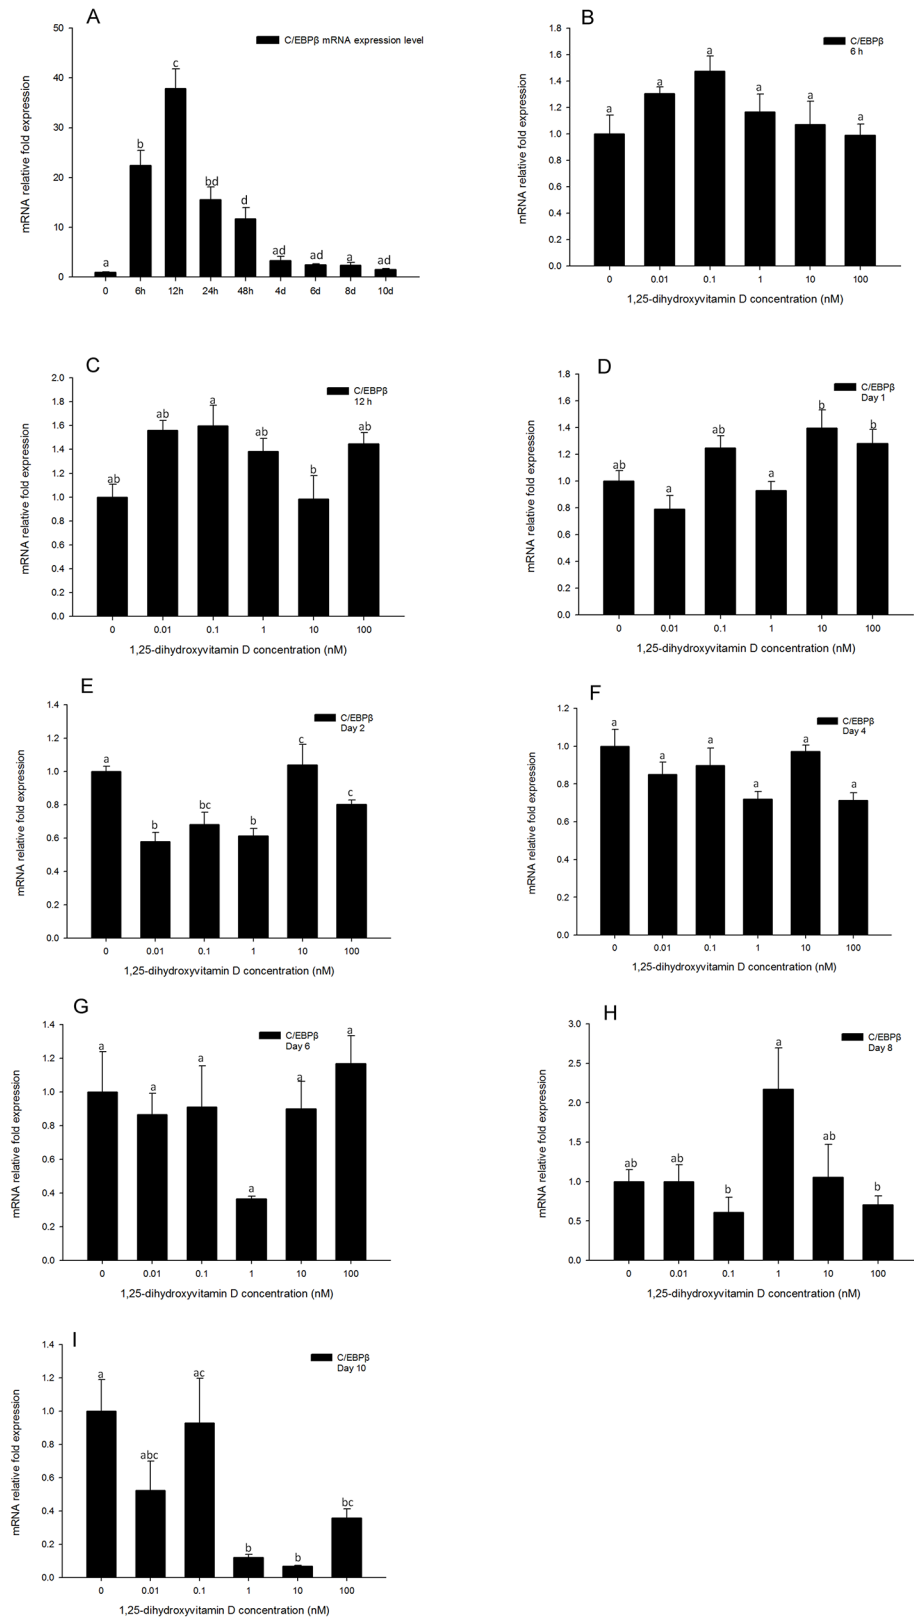 A
C/EBPβ mRNA expression level
mRNA relative fold expression
50
40
30
20
10
0
a
b
c
bd
d
ad
ad
a
ad
0 6h 12h 24h 48h 4d 6d 8d 10d
B
C/EBPβ
6 h
mRNA relative fold expression
1.8
1.6
1.4
1.2
1.0
0.8
0.6
0.4
0.2
0.0
a
a
a
a
a
a
0 0.01 0.1 1 10 100
1,25-dihydroxyvitamin D concentration (nM)
C
C/EBPβ
12 h
mRNA relative fold expression
2.0
1.8
1.6
1.4
1.2
1.0
0.8
0.6
0.4
0.2
0.0
ab
ab
a
ab
b
ab
0 0.01 0.1 1 10 100
1,25-dihydroxyvitamin D concentration (nM)
D
C/EBPβ
Day 1
mRNA relative fold expression
1.8
1.6
1.4
1.2
1.0
0.8
0.6
0.4
0.2
0.0
ab
a
ab
a
b
b
0 0.01 0.1 1 10 100
1,25-dihydroxyvitamin D concentration (nM)
E
C/EBPβ
Day 2
mRNA relative fold expression
1.4
1.2
1.0
0.8
0.6
0.4
0.2
0.0
a
b
bc
b
c
c
0 0.01 0.1 1 10 100
1,25-dihydroxyvitamin D concentration (nM)
F
C/EBPβ
Day 4
mRNA relative fold expression
1.2
1.0
0.8
0.6
0.4
0.2
0.0
a
a
a
a
a
a
0 0.01 0.1 1 10 100
1,25-dihydroxyvitamin D concentration (nM)
G
C/EBPβ
Day 6
mRNA relative fold expression
1.4
1.2
1.0
0.8
0.6
0.4
0.2
0.0
a
a
a
a
a
a
0 0.01 0.1 1 10 100
1,25-dihydroxyvitamin D concentration (nM)
H
C/EBPβ
Day 8
mRNA relative fold expression
3.0
2.5
2.0
1.5
1.0
0.5
0.0
ab
ab
b
a
ab
b
0 0.01 0.1 1 10 100
1,25-dihydroxyvitamin D concentration (nM)
I
C/EBPβ
Day 10
mRNA relative fold expression
1.4
1.2
1.0
0.8
0.6
0.4
0.2
0.0
a
abc
ac
b
b
bc
0 0.01 0.1 1 10 100
1,25-dihydroxyvitamin D concentration (nM)